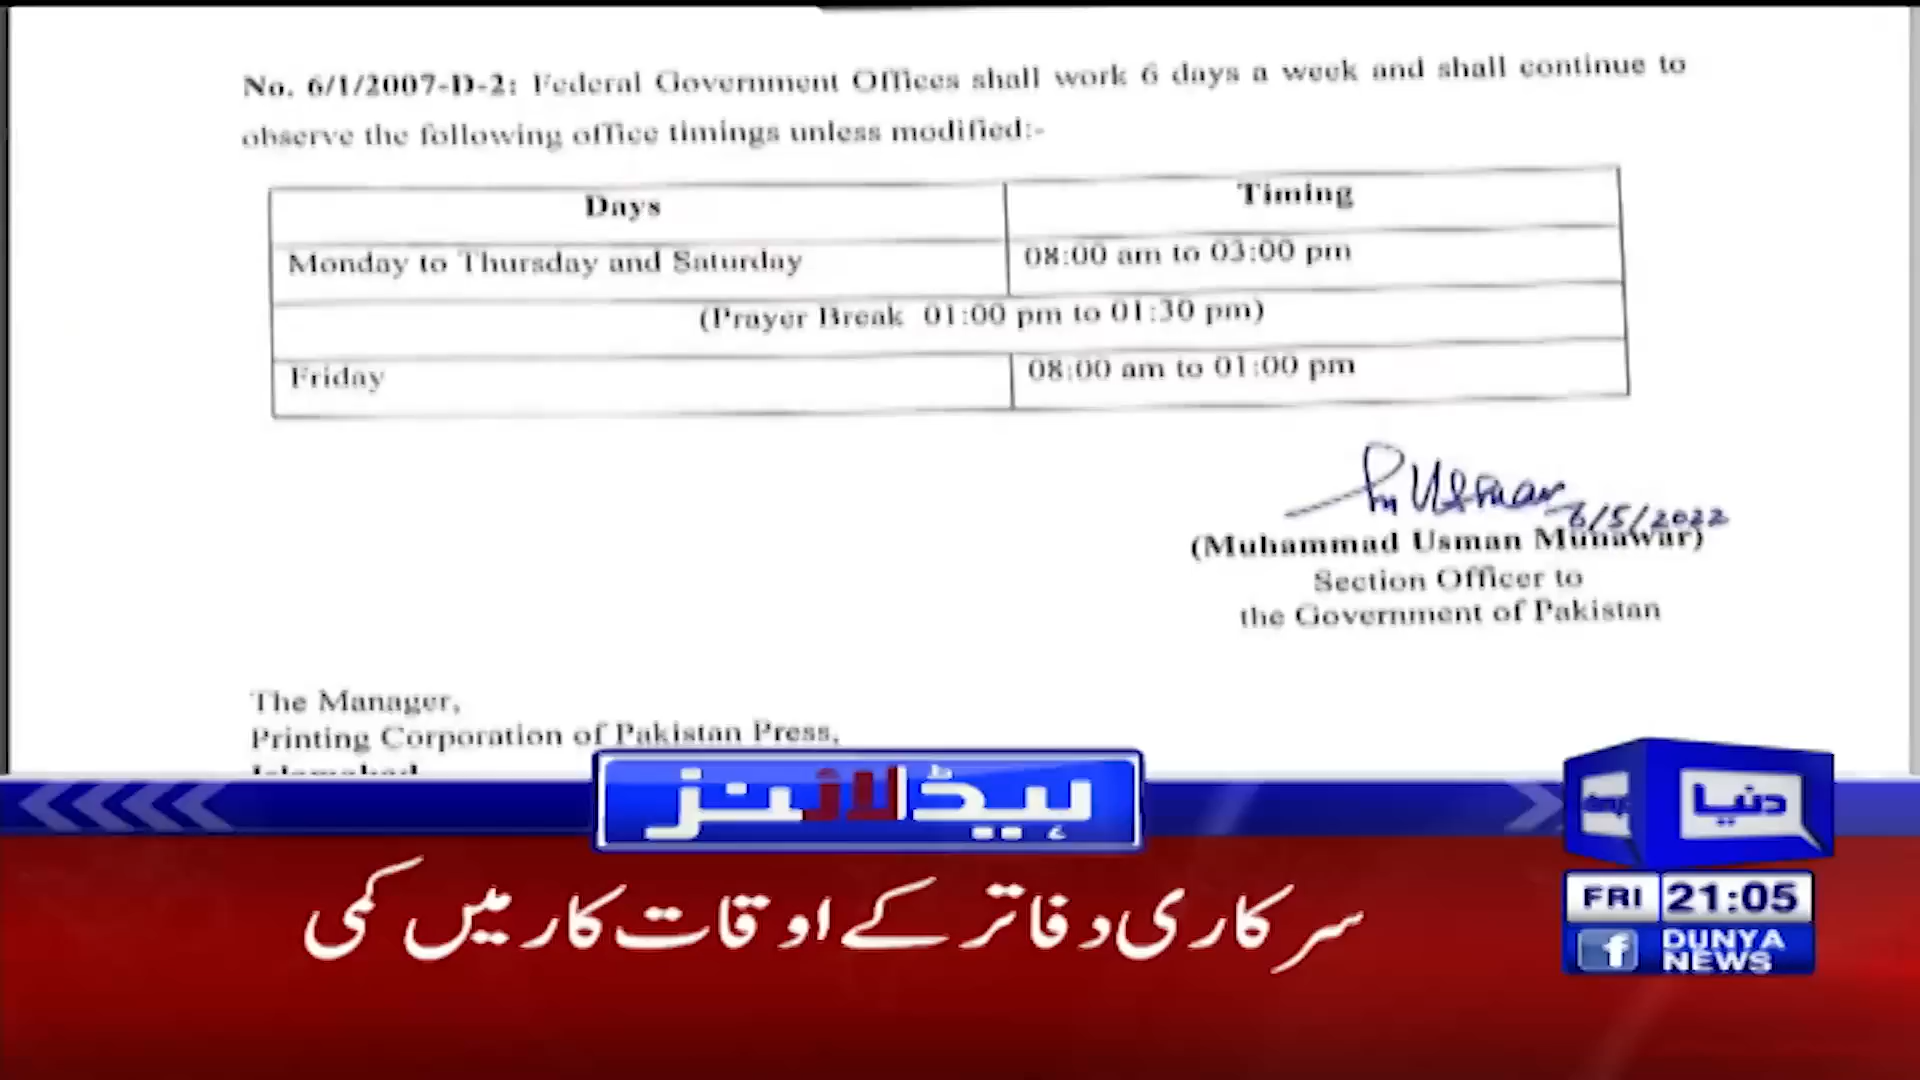 No. 6/1/2007-D-2: Federal Government Offices shall work 6 days a week and shall continue to
observe the following office timings unless modified:-
Days Timing
Monday to Thursday and Saturday 08:00 am to 03:00 pm
(Prayer Break 01:00 pm to 01:30 pm)
Friday 08:00 am to 01:00 pm
Usman
6/5/2022
(Muhammad Usman Munawar)
Section Officer to
the Government of Pakistan
The Manager,
Printing Corporation of Pakistan Press,
Islamabad
ہیڈلائنز
دنیا
سرکاری دفاتر کے اوقات کار میں کمی
FRI 21:05
f DUNYA
NEWS